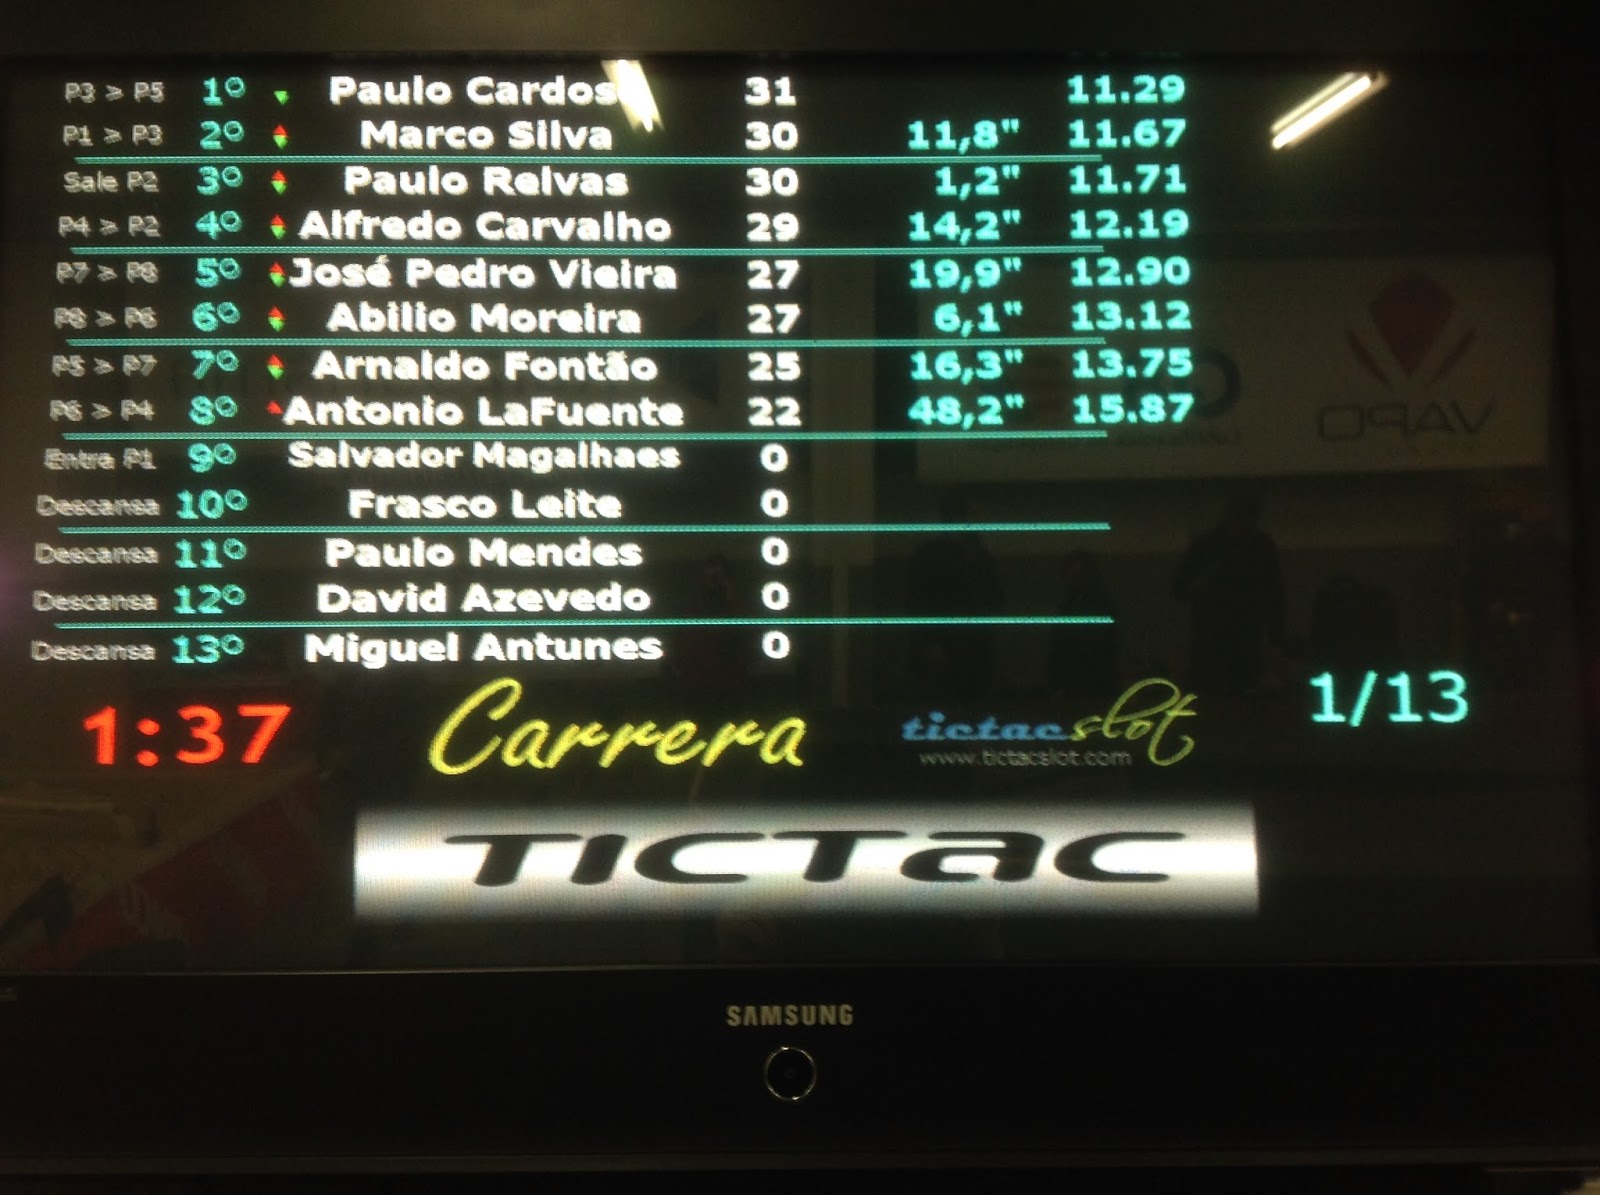 P3 > P5 1º Paulo Cardos 31 11.29
P1 > P3 2º Marco Silva 30 11,8" 11.67
Sale P2 3º Paulo Relvas 30 1,2" 11.71
P4 > P2 4º Alfredo Carvalho 29 14,2" 12.19
P7 > P8 5º José Pedro Vieira 27 19,9" 12.90
P8 > P6 6º Abilio Moreira 27 6,1" 13.12
P5 > P7 7º Arnaldo Fontão 25 16,3" 13.75
P6 > P4 8º Antonio LaFuente 22 48,2" 15.87
Entra P1 9º Salvador Magalhaes 0
Descansa 10º Frasco Leite 0
Descansa 11º Paulo Mendes 0
Descansa 12º David Azevedo 0
Descansa 13º Miguel Antunes 0
1:37 Carrera tictacslot 1/13
www.tictacslot.com
TICTac
SAMSUNG
VAPO